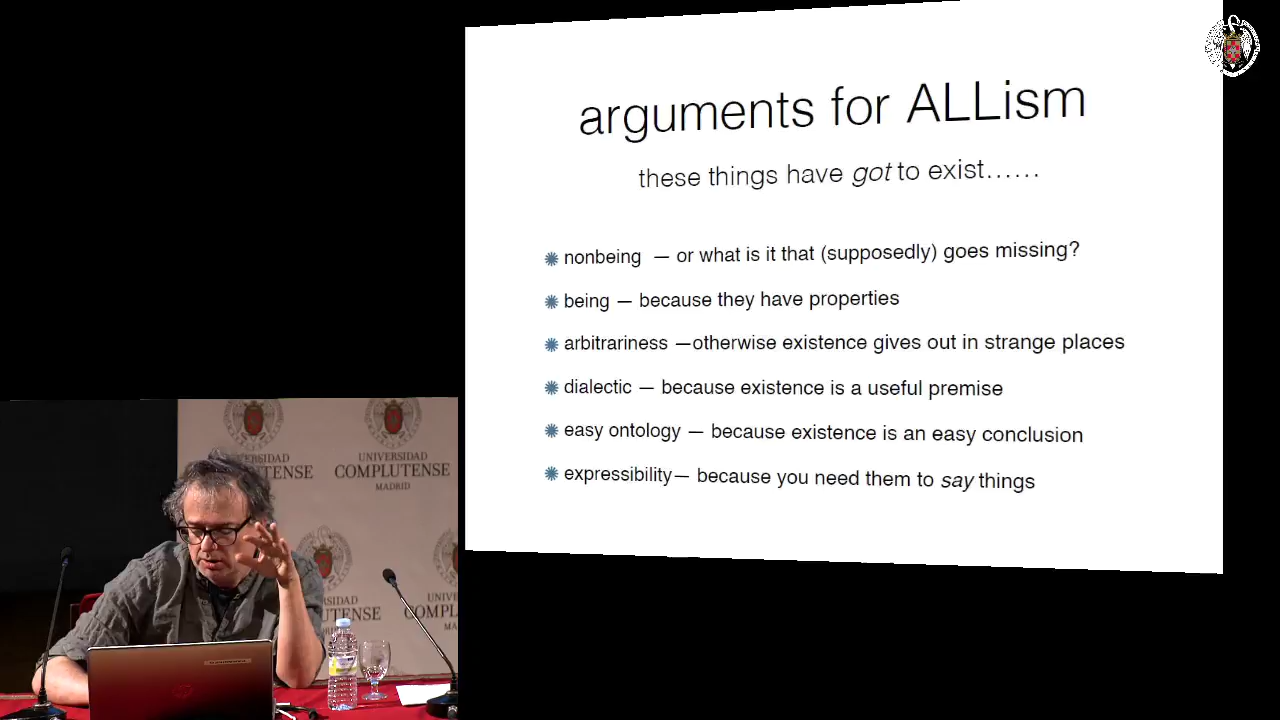 arguments for ALLism
these things have got to exist……
nonbeing — or what is it that (supposedly) goes missing?
being — because they have properties
arbitrariness —otherwise existence gives out in strange places
dialectic — because existence is a useful premise
easy ontology — because existence is an easy conclusion
expressibility— because you need them to say things
UNIVERSIDAD
COMPLUTENSE
MADRID